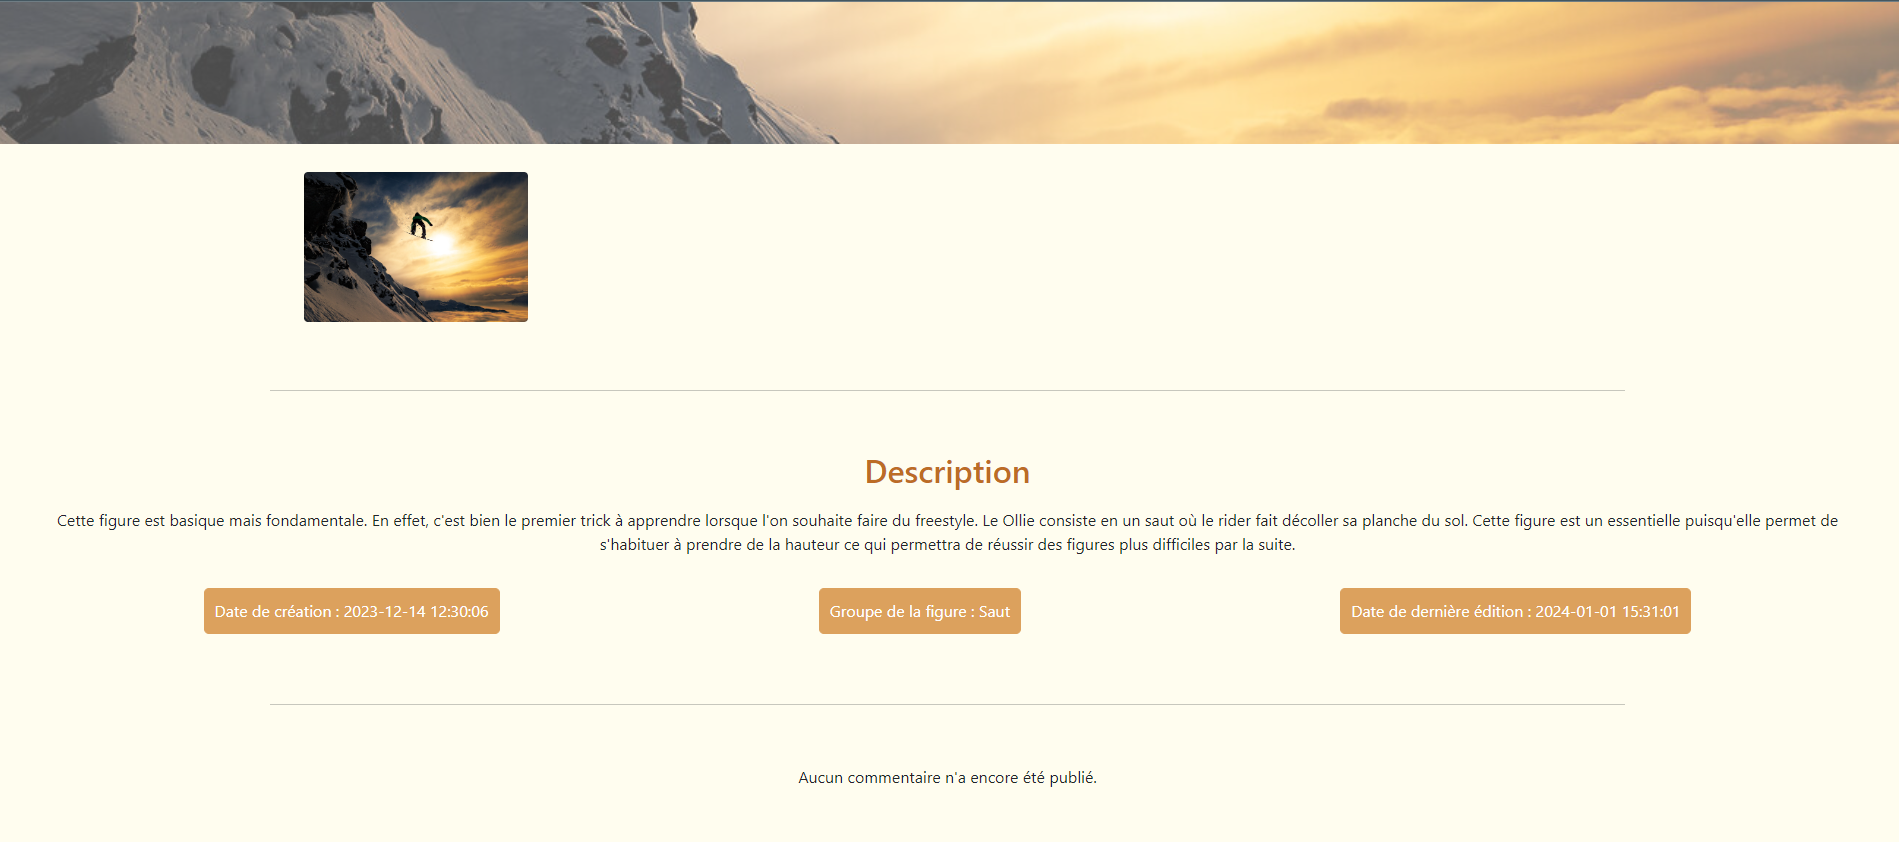 Description
Cette figure est basique mais fondamentale. En effet, c'est bien le premier trick à apprendre lorsque l'on souhaite faire du freestyle. Le Ollie consiste en un saut où le rider fait décoller sa planche du sol. Cette figure est un essentielle puisqu'elle permet de
s'habituer à prendre de la hauteur ce qui permettra de réussir des figures plus difficiles par la suite.
Date de création : 2023-12-14 12:30:06
Groupe de la figure : Saut
Date de dernière édition : 2024-01-01 15:31:01
Aucun commentaire n'a encore été publié.